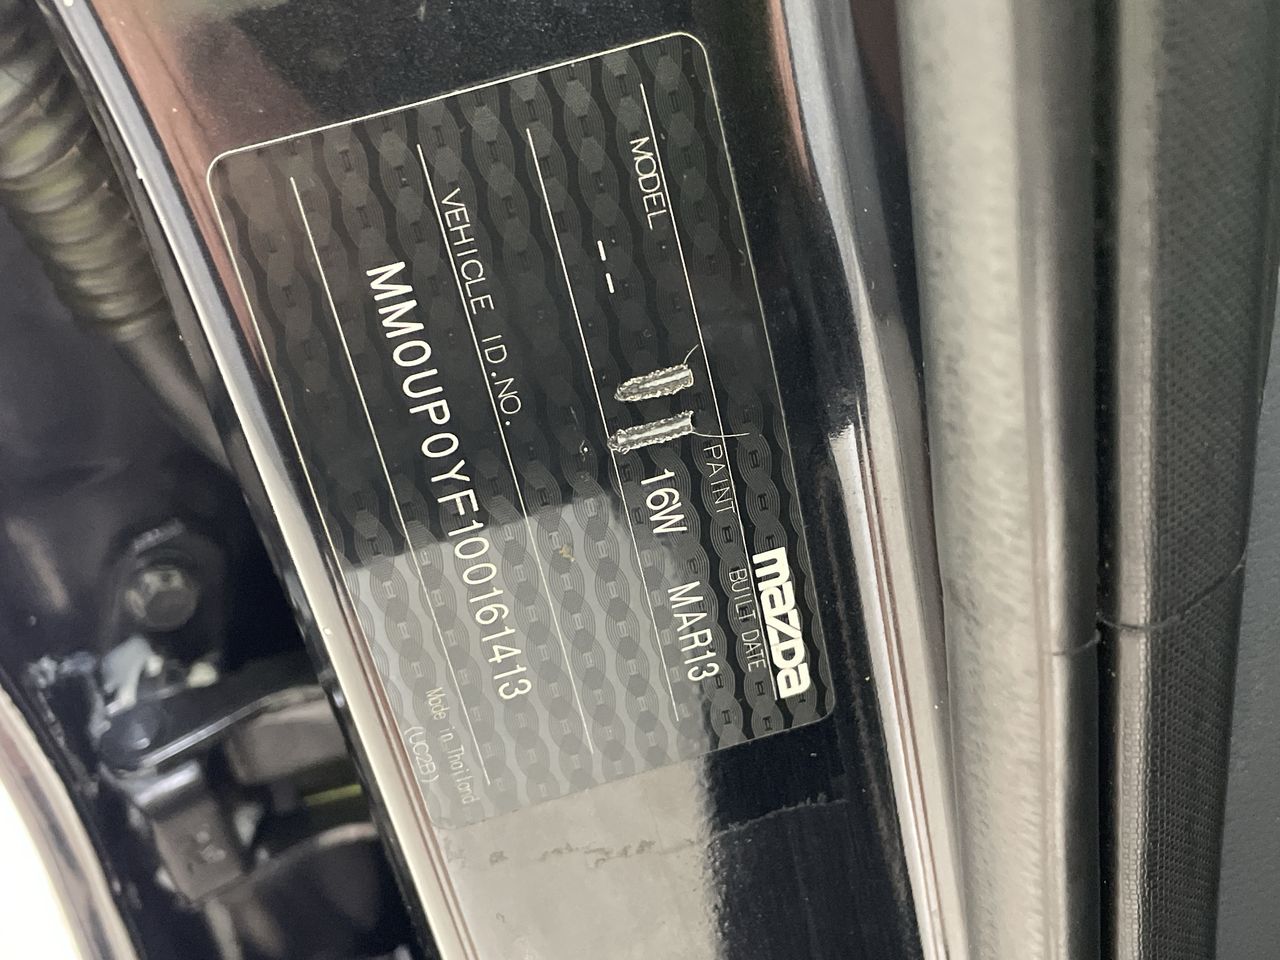 mazda
MODEL PAINT BUILT DATE
-- 16W MAR13
VEHICLE ID.NO.
MM0UP0YF100161413
Made in Thailand
(UC2B)